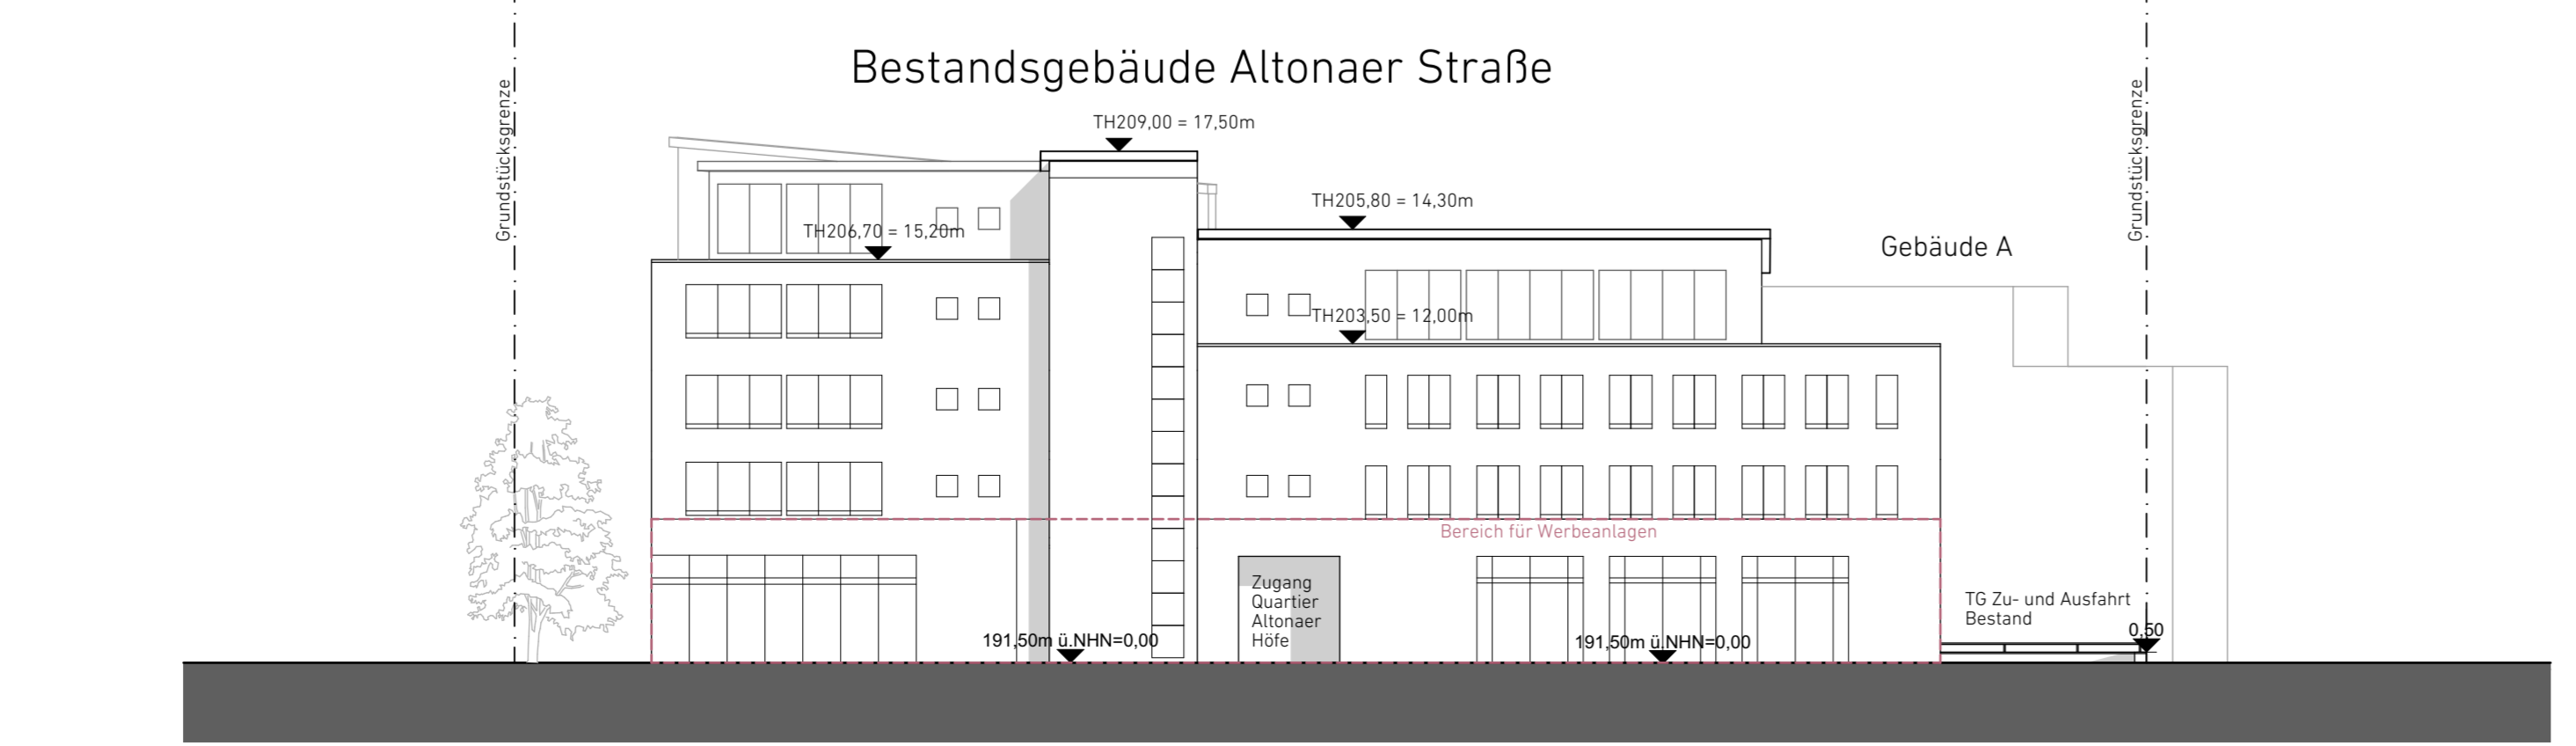 Bestandsgebäude Altonaer Straße
Grundstücksgrenze
Grundstücksgrenze
TH209,00 = 17,50m
TH205,80 = 14,30m
TH206,70 = 15,20m
Gebäude A
TH203,50 = 12,00m
Bereich für Werbeanlagen
Zugang
Quartier
Altonaer
Höfe
TG Zu- und Ausfahrt
Bestand
0,50
191,50m ü.NHN=0,00
191,50m ü.NHN=0,00